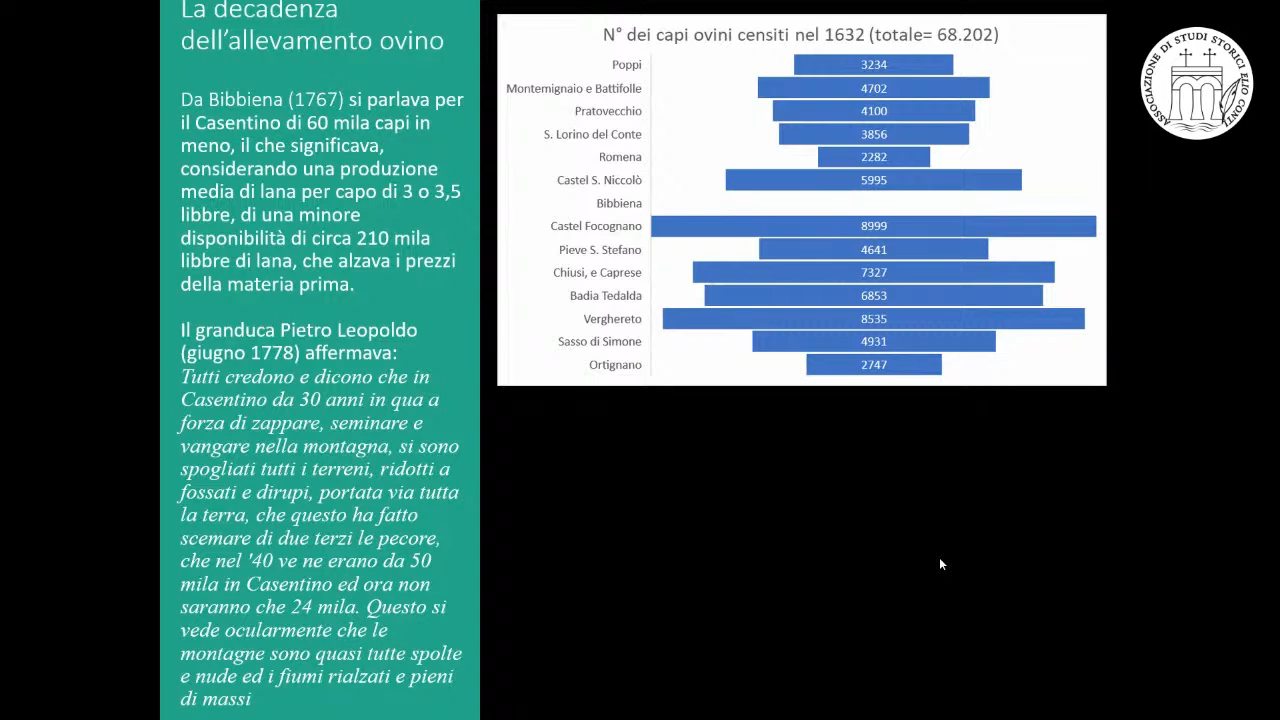 La decadenza
dell'allevamento ovino
Da Bibbiena (1767) si parlava per
il Casentino di 60 mila capi in
meno, il che significava,
considerando una produzione
media di lana per capo di 3 o 3,5
libbre, di una minore
disponibilità di circa 210 mila
libbre di lana, che alzava i prezzi
della materia prima.
Il granduca Pietro Leopoldo
(giugno 1778) affermava:
Tutti credono e dicono che in
Casentino da 30 anni in qua a
forza di zappare, seminare e
vangare nella montagna, si sono
spogliati tutti i terreni, ridotti a
fossati e dirupi, portata via tutta
la terra, che questo ha fatto
scemare di due terzi le pecore,
che nel '40 ve ne erano da 50
mila in Casentino ed ora non
saranno che 24 mila. Questo si
vede ocularmente che le
montagne sono quasi tutte spolte
e nude ed i fiumi rialzati e pieni
di massi
N° dei capi ovini censiti nel 1632 (totale= 68.202)
Poppi 3234
Montemignaio e Battifolle 4702
Pratovecchio 4100
S. Lorino del Conte 3856
Romena 2282
Castel S. Niccolò 5995
Bibbiena
Castel Focognano 8999
Pieve S. Stefano 4641
Chiusi, e Caprese 7327
Badia Tedalda 6853
Verghereto 8535
Sasso di Simone 4931
Ortignano 2747
ASSOCIAZIONE DI STUDI STORICI ELIO CONTI